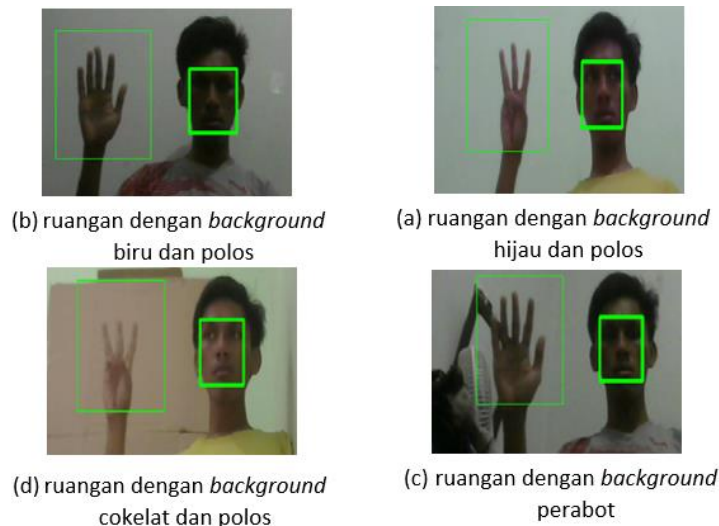 (b) ruangan dengan background
biru dan polos
(a) ruangan dengan background
hijau dan polos
(d) ruangan dengan background
cokelat dan polos
(c) ruangan dengan background
perabot